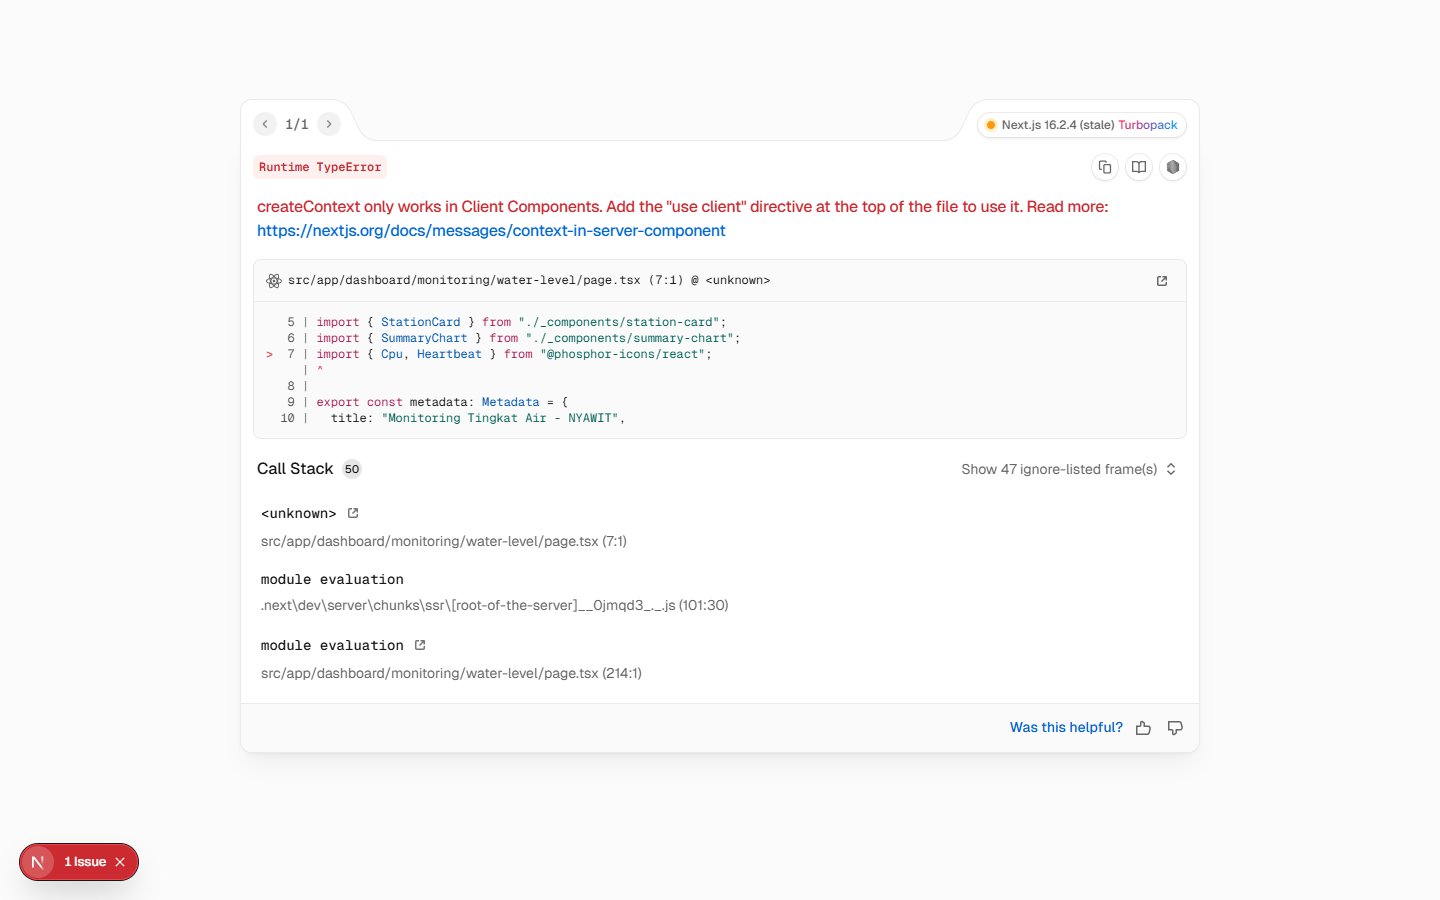 1/1
Next.js 16.2.4 (stale) Turbopack
Runtime TypeError
createContext only works in Client Components. Add the "use client" directive at the top of the file to use it. Read more:
https://nextjs.org/docs/messages/context-in-server-component
src/app/dashboard/monitoring/water-level/page.tsx (7:1) @ <unknown>
5 | import { StationCard } from "./_components/station-card";
6 | import { SummaryChart } from "./_components/summary-chart";
> 7 | import { Cpu, Heartbeat } from "@phosphor-icons/react";
| ^
8 |
9 | export const metadata: Metadata = {
10 |   title: "Monitoring Tingkat Air - NYAWIT",
Call Stack 50
Show 47 ignore-listed frame(s)
<unknown>
src/app/dashboard/monitoring/water-level/page.tsx (7:1)
module evaluation
.next\dev\server\chunks\ssr\[root-of-the-server]__0jmqd3_._.js (101:30)
module evaluation
src/app/dashboard/monitoring/water-level/page.tsx (214:1)
Was this helpful?
N 1 Issue